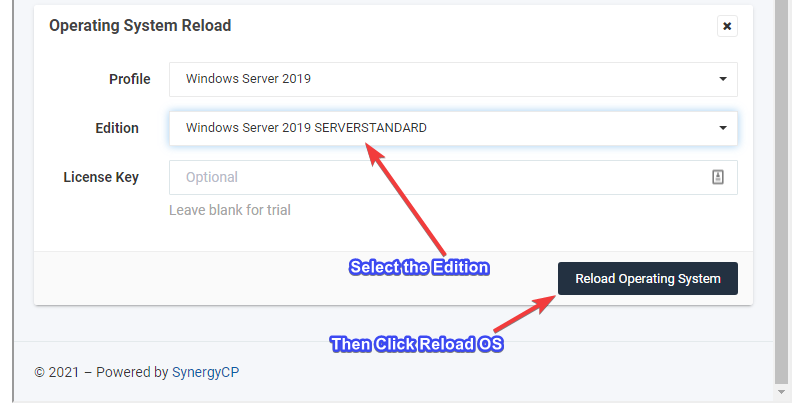 Operating System Reload
Profile
Windows Server 2019
Edition
Windows Server 2019 SERVERSTANDARD
License Key
Optional
Leave blank for trial
Select the Edition
Reload Operating System
Then Click Reload OS
© 2021 – Powered by SynergyCP